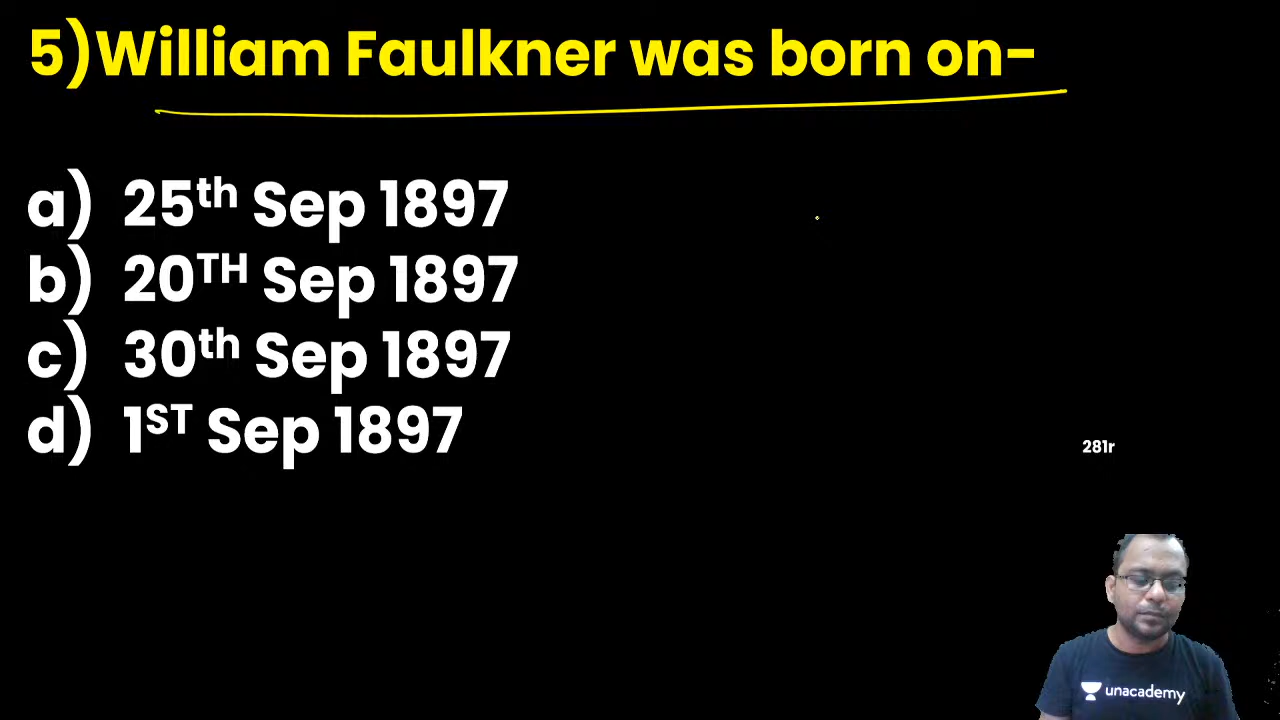 5)William Faulkner was born on-
a) 25th Sep 1897
b) 20TH Sep 1897
c) 30th Sep 1897
d) 1ST Sep 1897
281r
unacademy